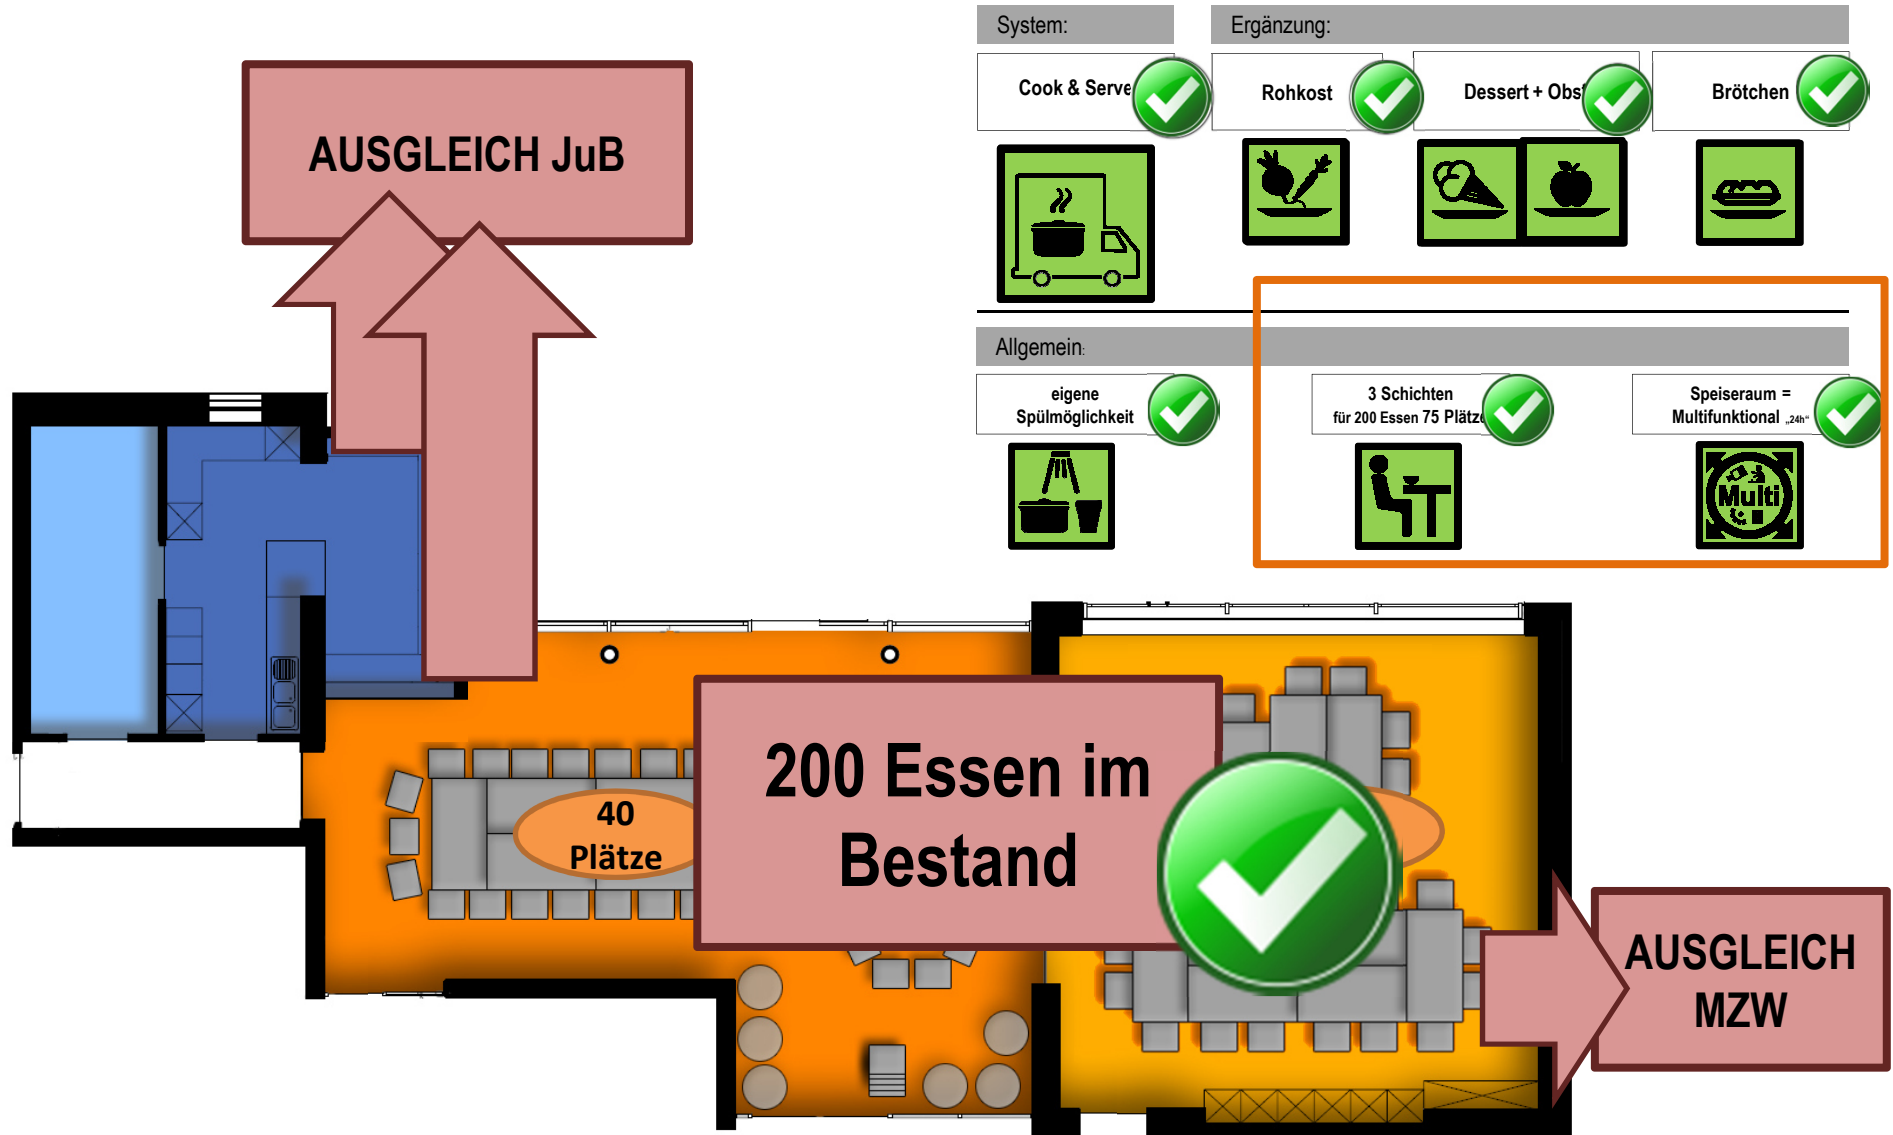 System:
Ergänzung:
Cook & Serve
Rohkost
Dessert + Obst
Brötchen
AUSGLEICH JuB
Allgemein:
eigene
Spülmöglichkeit
3 Schichten
für 200 Essen 75 Plätze
Speiseraum =
Multifunktional „24h“
Multi
40
Plätze
200 Essen im
Bestand
AUSGLEICH
MZW